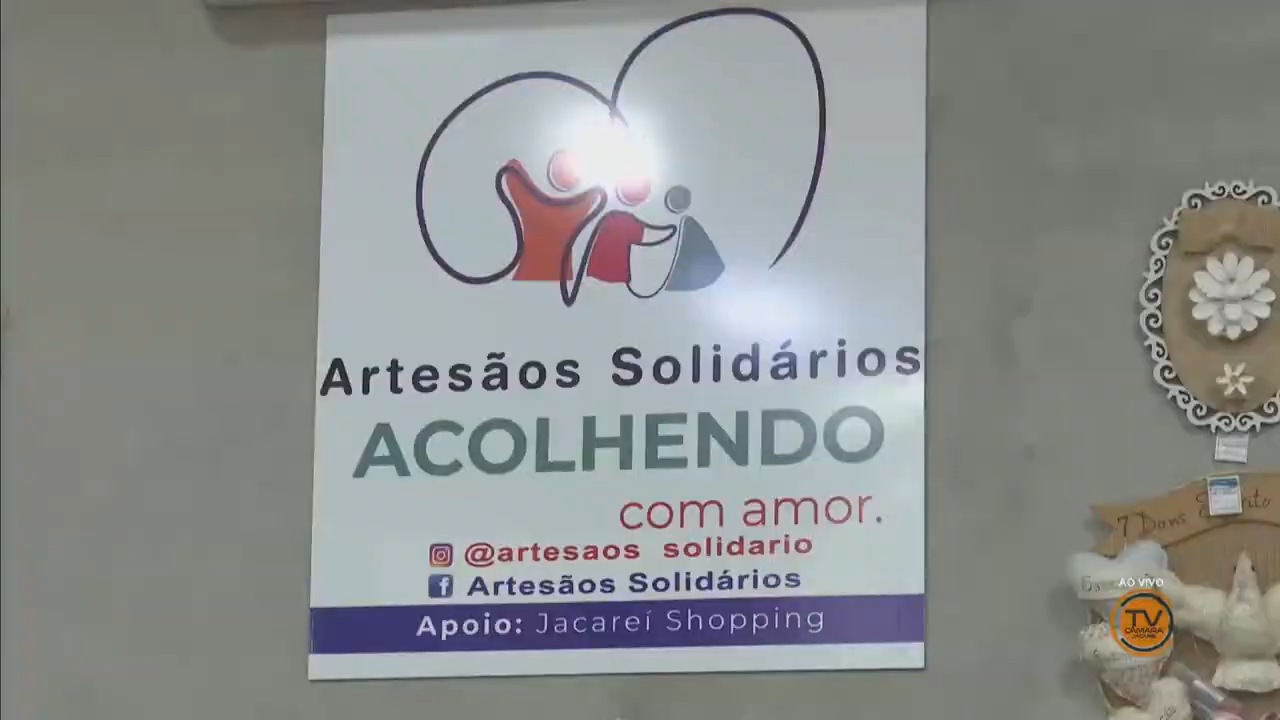 Artesãos Solidários
ACOLHENDO
com amor.
@artesaos solidario
Artesãos Solidários
Apoio: Jacareí Shopping
7 Dons
AO VIVO
TV
CÂMARA